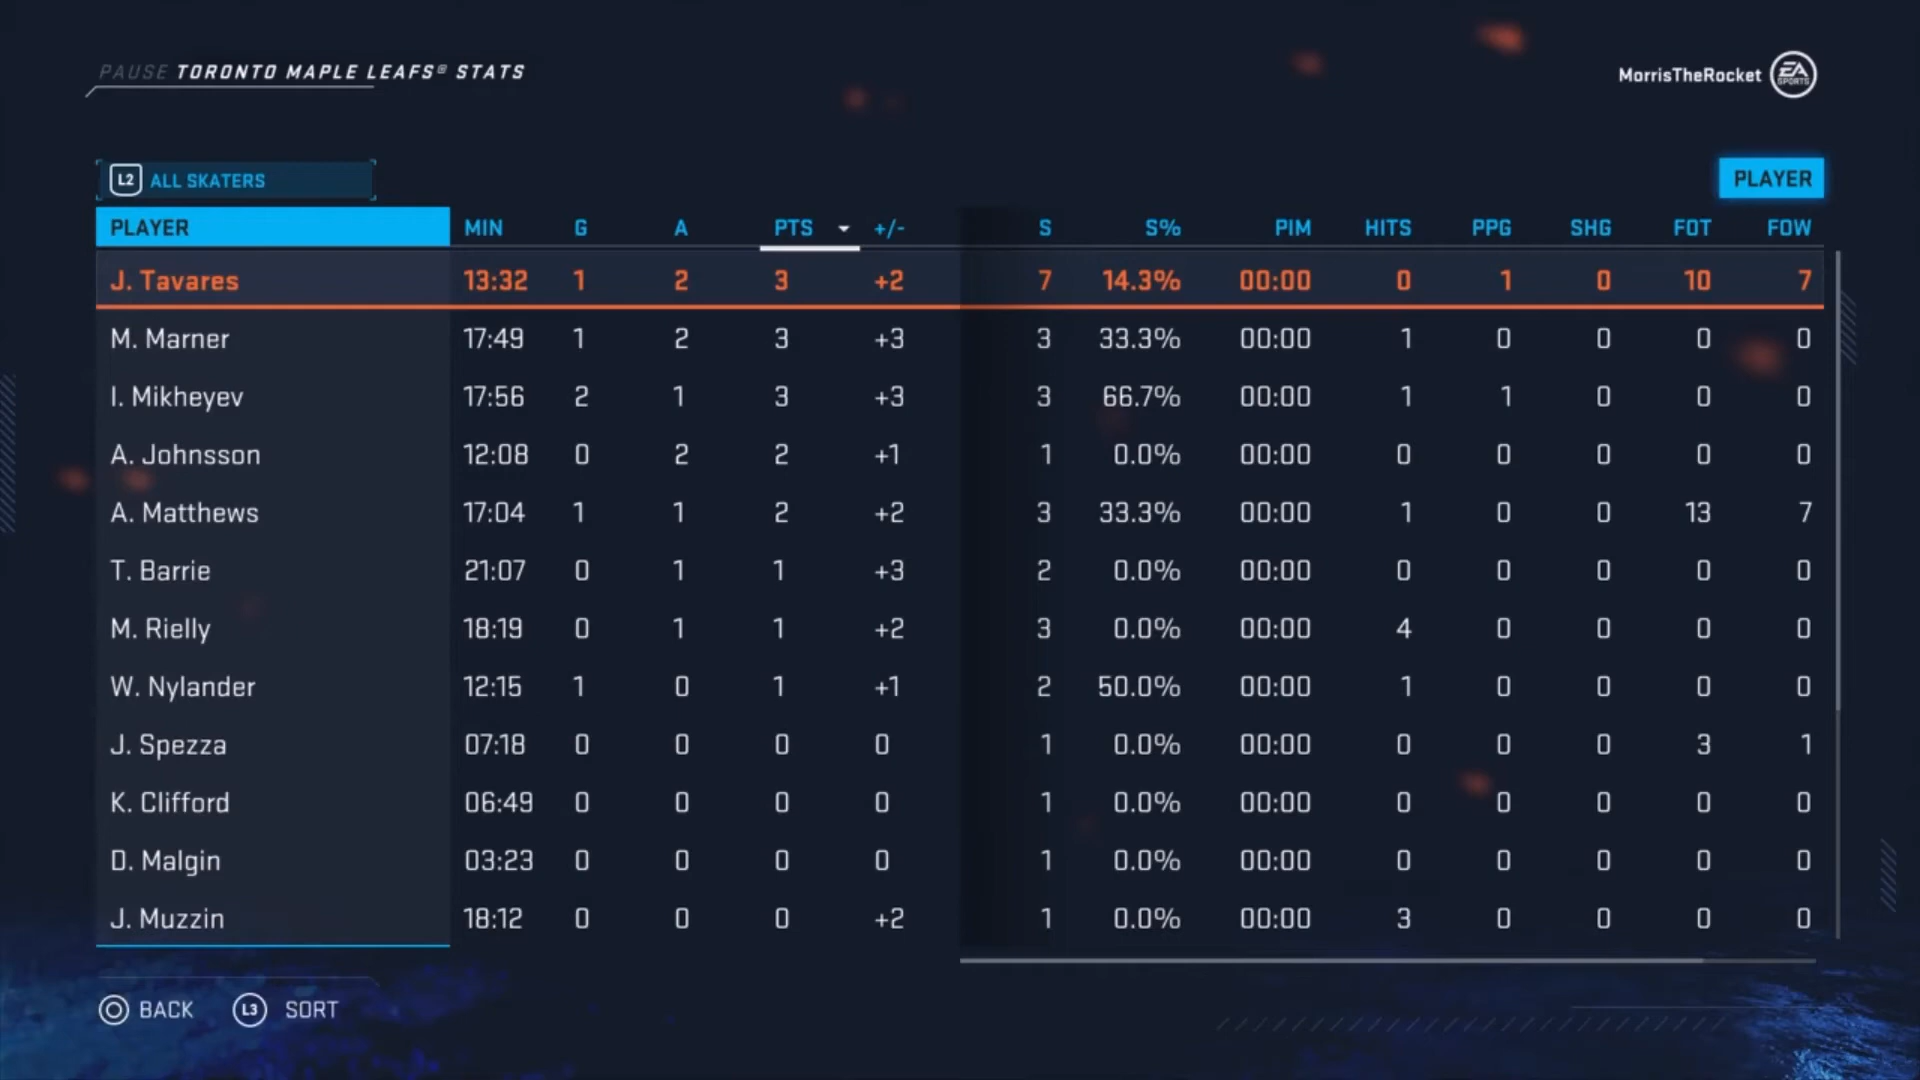 PAUSE TORONTO MAPLE LEAFS® STATS
MorrisTheRocket EA SPORTS
L2 ALL SKATERS
PLAYER
PLAYER MIN G A PTS +/- S S% PIM HITS PPG SHG FOT FOW
J. Tavares 13:32 1 2 3 +2 7 14.3% 00:00 0 1 0 10 7
M. Marner 17:49 1 2 3 +3 3 33.3% 00:00 1 0 0 0 0
I. Mikheyev 17:56 2 1 3 +3 3 66.7% 00:00 1 1 0 0 0
A. Johnsson 12:08 0 2 2 +1 1 0.0% 00:00 0 0 0 0 0
A. Matthews 17:04 1 1 2 +2 3 33.3% 00:00 1 0 0 13 7
T. Barrie 21:07 0 1 1 +3 2 0.0% 00:00 0 0 0 0 0
M. Rielly 18:19 0 1 1 +2 3 0.0% 00:00 4 0 0 0 0
W. Nylander 12:15 1 0 1 +1 2 50.0% 00:00 1 0 0 0 0
J. Spezza 07:18 0 0 0 0 1 0.0% 00:00 0 0 0 3 1
K. Clifford 06:49 0 0 0 0 1 0.0% 00:00 0 0 0 0 0
D. Malgin 03:23 0 0 0 0 1 0.0% 00:00 0 0 0 0 0
J. Muzzin 18:12 0 0 0 +2 1 0.0% 00:00 3 0 0 0 0
BACK L3 SORT